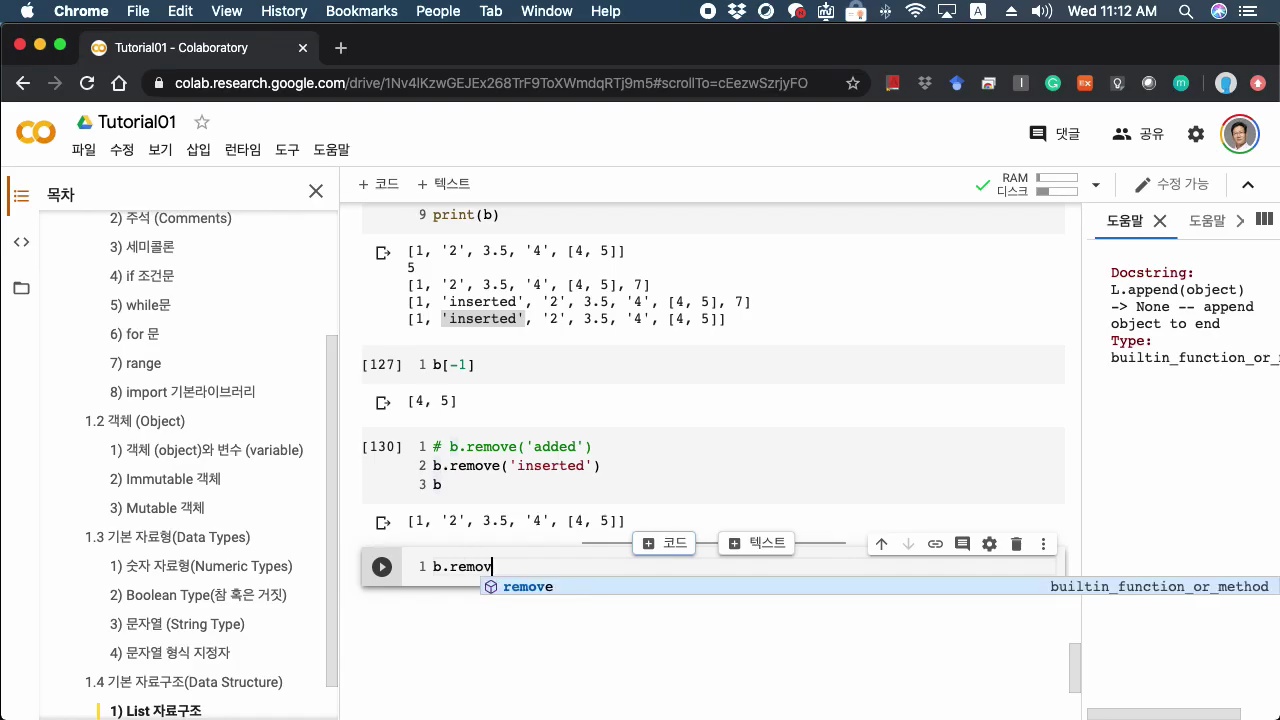 Chrome File Edit View History Bookmarks People Tab Window Help Wed 11:12 AM
Tutorial01 - Colaboratory
colab.research.google.com/drive/1Nv4lKzwGEJEx268TrF9ToXWmdqRTj9m5#scrollTo=cEezwSzrjyFO
Tutorial01
댓글 공유
파일 수정 보기 삽입 런타임 도구 도움말
목차
+ 코드 + 텍스트
RAM
디스크
수정 가능
2) 주석 (Comments)
3) 세미콜론
4) if 조건문
5) while문
6) for 문
7) range
8) import 기본라이브러리
1.2 객체 (Object)
1) 객체 (object)와 변수 (variable)
2) Immutable 객체
3) Mutable 객체
1.3 기본 자료형(Data Types)
1) 숫자 자료형(Numeric Types)
2) Boolean Type(참 혹은 거짓)
3) 문자열 (String Type)
4) 문자열 형식 지정자
1.4 기본 자료구조(Data Structure)
1) List 자료구조
9 print(b)
[1, '2', 3.5, '4', [4, 5]]
5
[1, '2', 3.5, '4', [4, 5], 7]
[1, 'inserted', '2', 3.5, '4', [4, 5], 7]
[1, 'inserted', '2', 3.5, '4', [4, 5]]
[127] 1 b[-1]
[4, 5]
[130] 1 # b.remove('added')
2 b.remove('inserted')
3 b
[1, '2', 3.5, '4', [4, 5]]
코드 텍스트
1 b.remov
remove builtin_function_or_method
도움말 도움말
Docstring:
L.append(object)
-> None -- append
object to end
Type:
builtin_function_or_